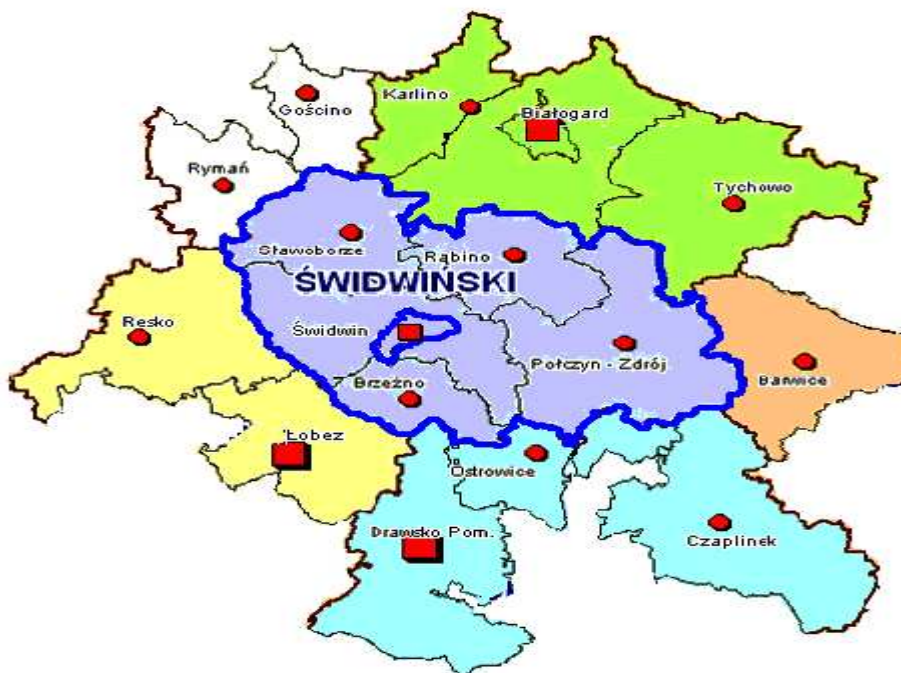 Karlino
Gościno
Białogard
Rymań
Tychowo
Sławoborze
Rąbino
ŚWIDWIŃSKI
Resko
Świdwin
Połczyn - Zdrój
Barwice
Brzeżno
Łobez
Ostrowice
Drawsko Pom.
Czaplinek